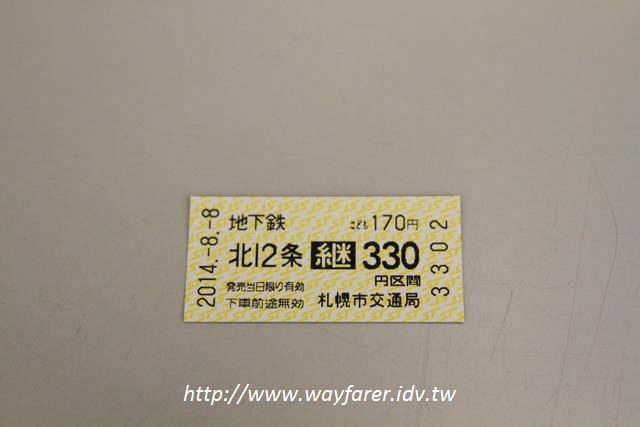 2014.-8.-8
地下鉄 こども170円
北12条 継 330
円区間
発売当日限り有効
下車前途無効 札幌市交通局
3302
http://www.wayfarer.idv.tw